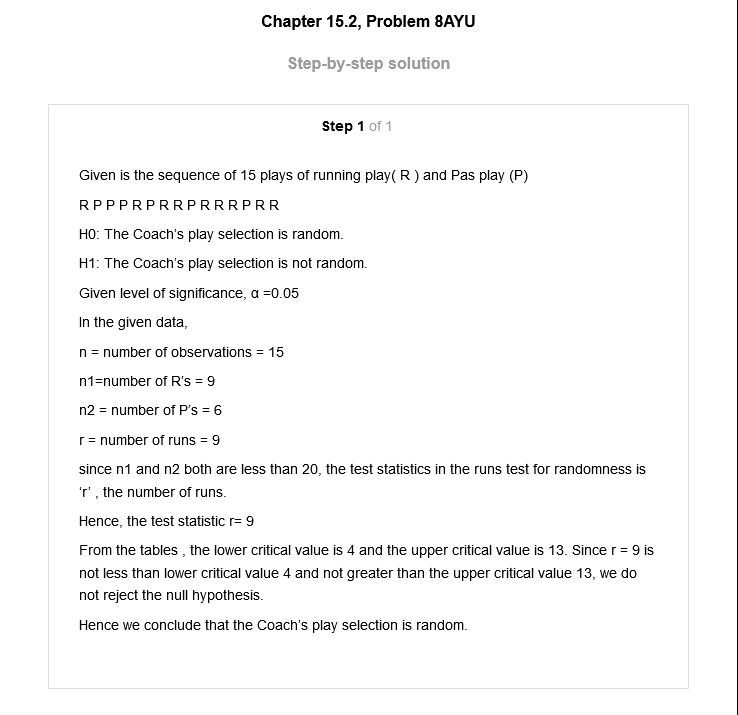 Chapter 15.2, Problem 8AYU
Step-by-step solution
Step 1 of 1
Given is the sequence of 15 plays of running play( R ) and Pas play (P)
R P P P R P R R P R R R P R R
H0: The Coach's play selection is random.
H1: The Coach's play selection is not random.
Given level of significance, α =0.05
In the given data,
n = number of observations = 15
n1=number of R's = 9
n2 = number of P's = 6
r = number of runs = 9
since n1 and n2 both are less than 20, the test statistics in the runs test for randomness is
'r' , the number of runs.
Hence, the test statistic r= 9
From the tables , the lower critical value is 4 and the upper critical value is 13. Since r = 9 is
not less than lower critical value 4 and not greater than the upper critical value 13, we do
not reject the null hypothesis.
Hence we conclude that the Coach's play selection is random.